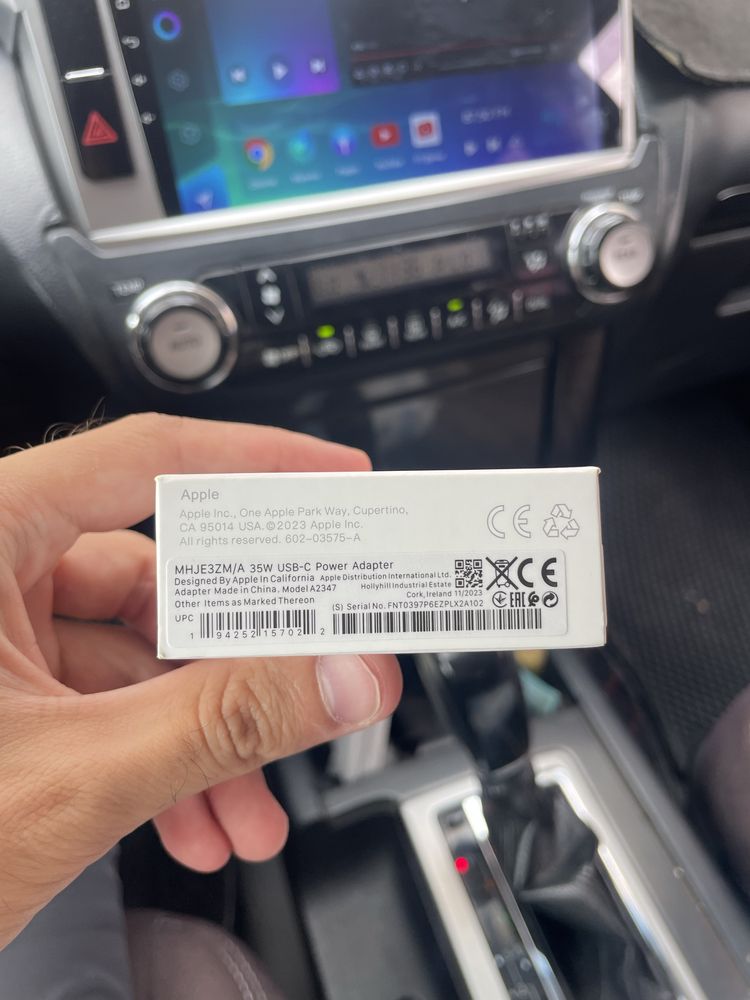 Apple
Apple Inc., One Apple Park Way, Cupertino,
CA 95014 USA. ©2023 Apple Inc.
All rights reserved. 602-03575-A
MHJE3ZM/A 35W USB-C Power Adapter
Designed By Apple In California
Adapter Made in China. Model A2347
Other Items as Marked Thereon
Apple Distribution International Ltd.
Hollyhill Industrial Estate
Cork, Ireland 11/2023
CE
EAC
(S) Serial No. FNT0397P6EZPLX2A102
UPC
1 94252 15702 2